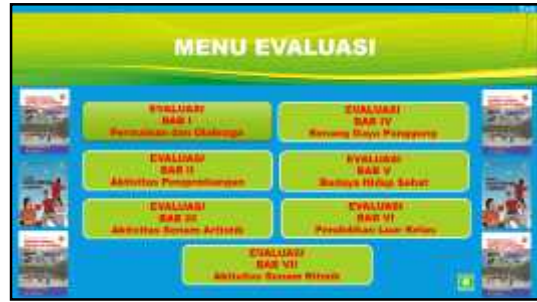 MENU EVALUASI
EVALUASI
BAB I
Permainan dan Olahraga
EVALUASI
BAB IV
Renang Gaya Punggung
EVALUASI
BAB II
Aktivitas Pengembangan
EVALUASI
BAB V
Budaya Hidup Sehat
EVALUASI
BAB III
Aktivitas Senam Artistik
EVALUASI
BAB VI
Pendidikan Luar Kelas
EVALUASI
BAB VII
Aktivitas Senam Ritmik